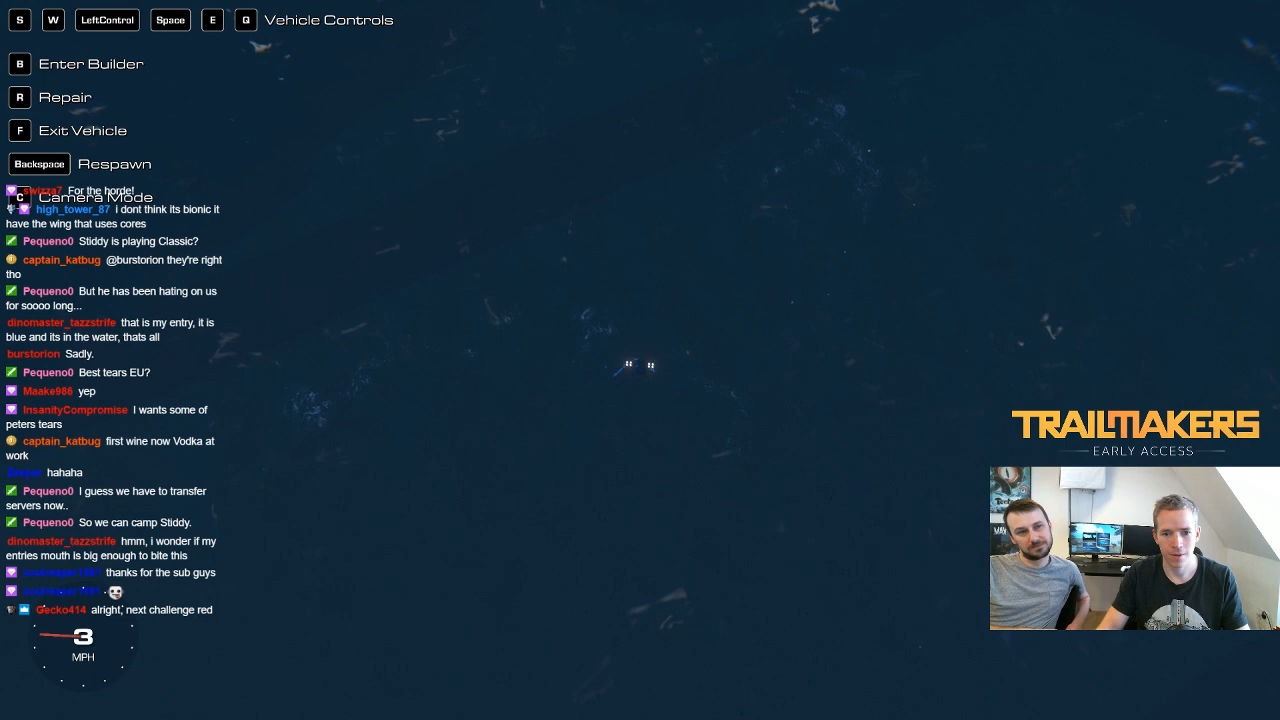 S W LeftControl Space E Q Vehicle Controls
B Enter Builder
R Repair
F Exit Vehicle
Backspace Respawn
C Camera Mode
swizza7 For the horde!
high_tower_87 i dont think its bionic it
have the wing that uses cores
Pequeno0 Stiddy is playing Classic?
captain_katbug @burstorion they're right
tho
Pequeno0 But he has been hating on us
for soooo long...
dinomaster_tazzstrife that is my entry, it is
blue and its in the water, thats all
burstorion Sadly.
Pequeno0 Best tears EU?
Maake986 yep
InsanityCompromise I wants some of
peters tears
captain_katbug first wine now Vodka at
work
hahaha
Pequeno0 I guess we have to transfer
servers now..
Pequeno0 So we can camp Stiddy.
dinomaster_tazzstrife hmm, i wonder if my
entries mouth is big enough to bite this
thanks for the sub guys
Gecko414 alright, next challenge red
3
MPH
TRAILMAKERS
EARLY ACCESS